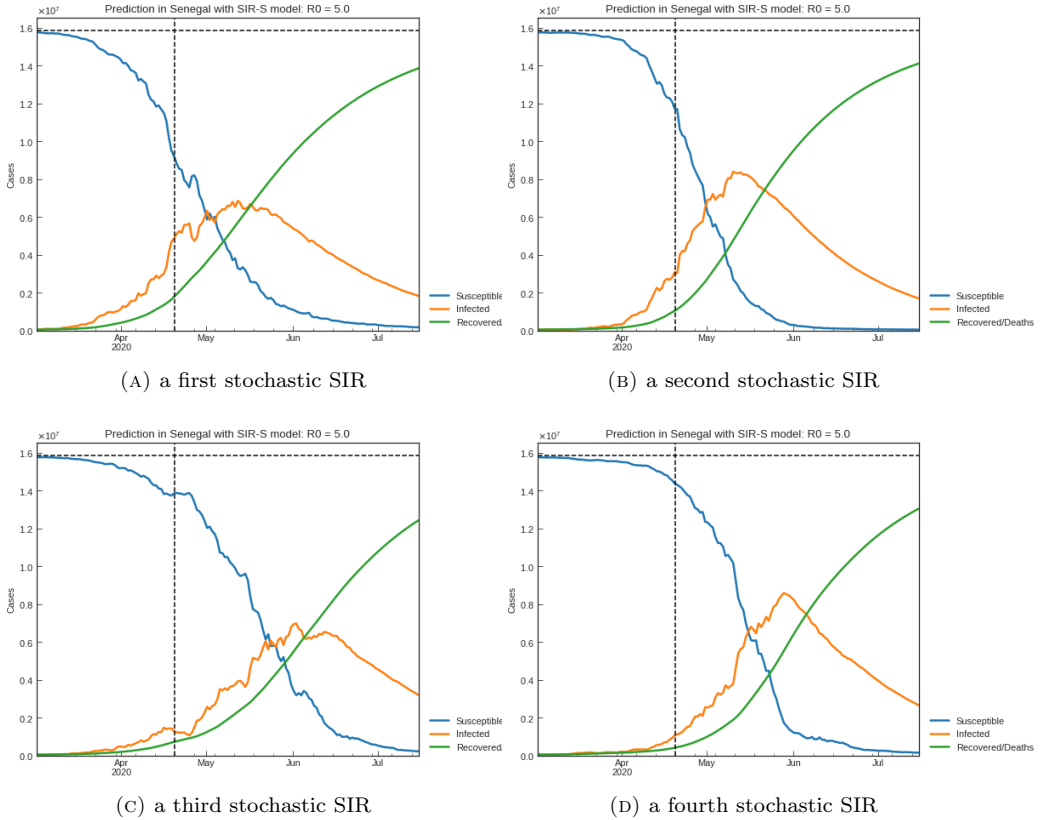 Prediction in Senegal with SIR-S model: R0 = 5.0
×10⁷
1.6
1.4
1.2
1.0
0.8
0.6
0.4
0.2
0.0
Cases
Apr
2020
May
Jun
Jul
Susceptible
Infected
Recovered
(A) a first stochastic SIR
Prediction in Senegal with SIR-S model: R0 = 5.0
×10⁷
1.6
1.4
1.2
1.0
0.8
0.6
0.4
0.2
0.0
Apr
2020
May
Jun
Jul
Susceptible
Infected
Recovered/Deaths
(B) a second stochastic SIR
Prediction in Senegal with SIR-S model: R0 = 5.0
×10⁷
1.6
1.4
1.2
1.0
0.8
0.6
0.4
0.2
0.0
Cases
Apr
2020
May
Jun
Jul
Susceptible
Infected
Recovered
(C) a third stochastic SIR
Prediction in Senegal with SIR-S model: R0 = 5.0
×10⁷
1.6
1.4
1.2
1.0
0.8
0.6
0.4
0.2
0.0
Apr
2020
May
Jun
Jul
Susceptible
Infected
Recovered/Deaths
(D) a fourth stochastic SIR